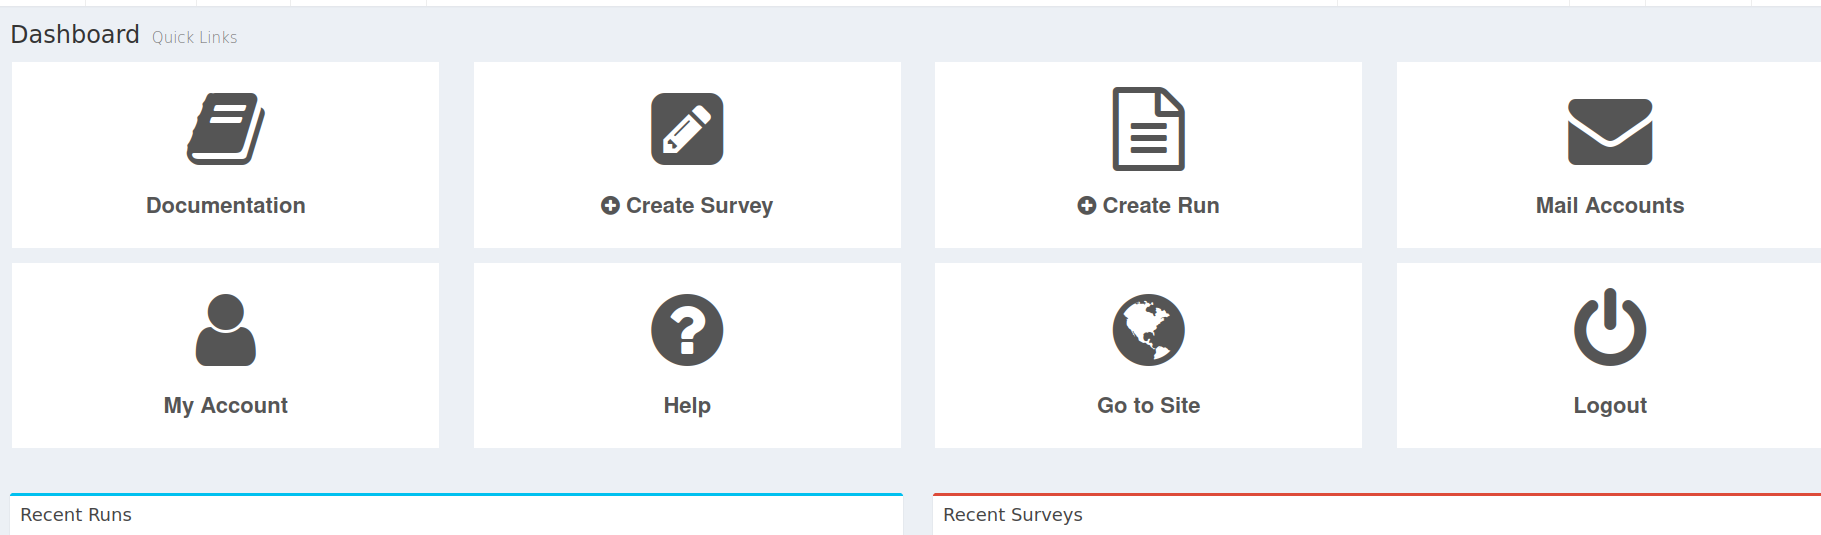 Dashboard Quick Links
Documentation
Create Survey
Create Run
Mail Accounts
My Account
Help
Go to Site
Logout
Recent Runs
Recent Surveys